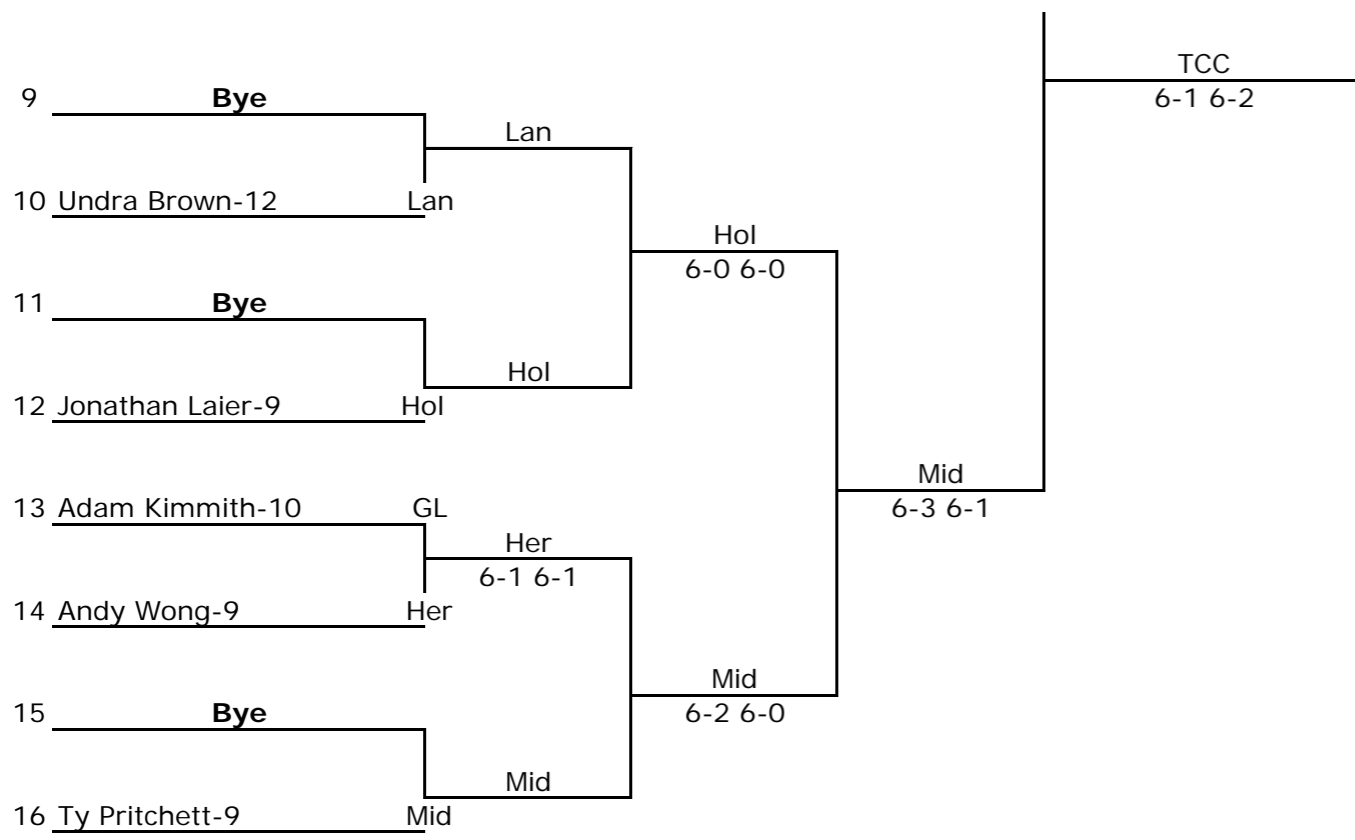 TCC
9 Bye
6-1 6-2
Lan
10 Undra Brown-12 Lan
Hol
6-0 6-0
11 Bye
Hol
12 Jonathan Laier-9 Hol
Mid
6-3 6-1
13 Adam Kimmith-10 GL
Her
6-1 6-1
14 Andy Wong-9 Her
Mid
6-2 6-0
15 Bye
Mid
16 Ty Pritchett-9 Mid